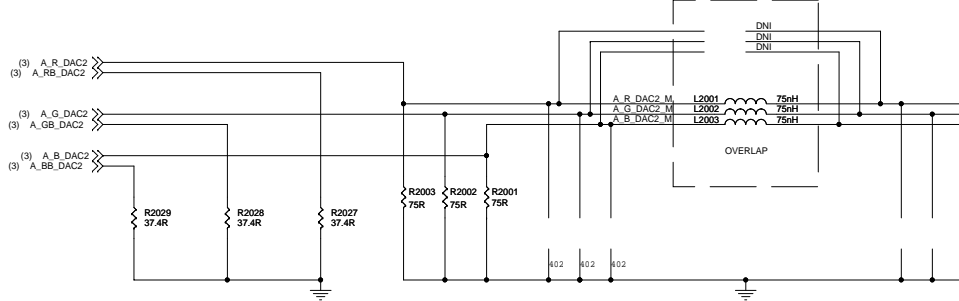 DNI
DNI
DNI
(3) A_R_DAC2
(3) A_RB_DAC2
A_R_DAC2_M L2001 75nH
(3) A_G_DAC2 A_G_DAC2_M L2002 75nH
(3) A_GB_DAC2 A_B_DAC2_M L2003 75nH
OVERLAP
(3) A_B_DAC2
(3) A_BB_DAC2
R2003 R2002 R2001
75R 75R 75R
R2029 R2028 R2027
37.4R 37.4R 37.4R
402 402 402